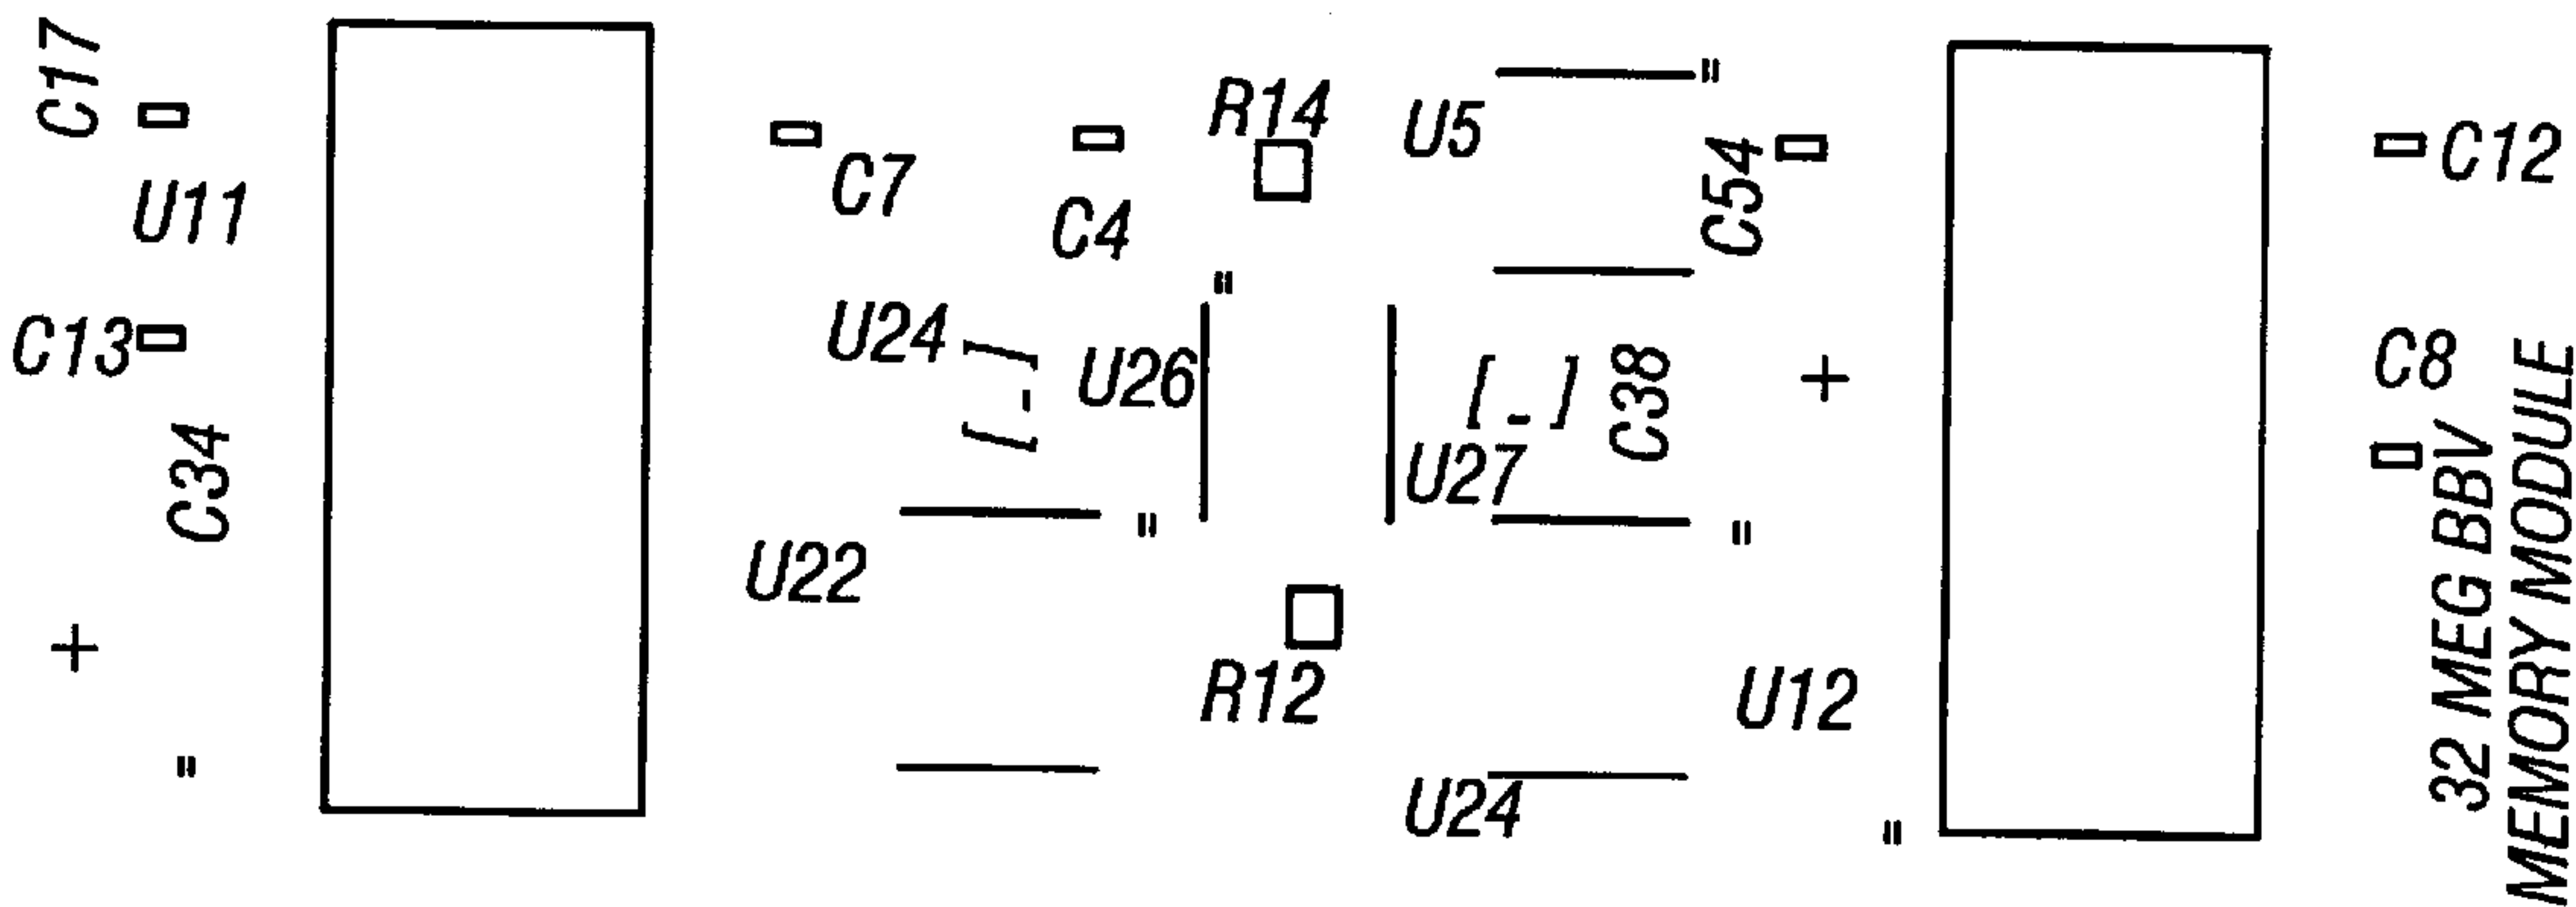 C17
U11
C13
C34
C7
C4
R14
U5
C54
C12
U24
U26
U27
C38
C8
U22
R12
U12
U24
32 MEG BBV
MEMORY MODULE